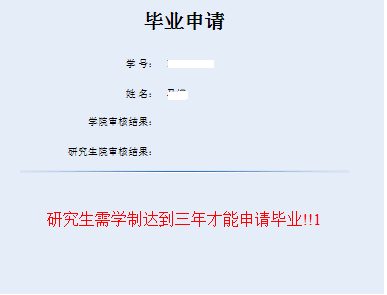 毕业申请
学 号：
姓 名：
学院审核结果：
研究生院审核结果：
研究生需学制达到三年才能申请毕业!!1